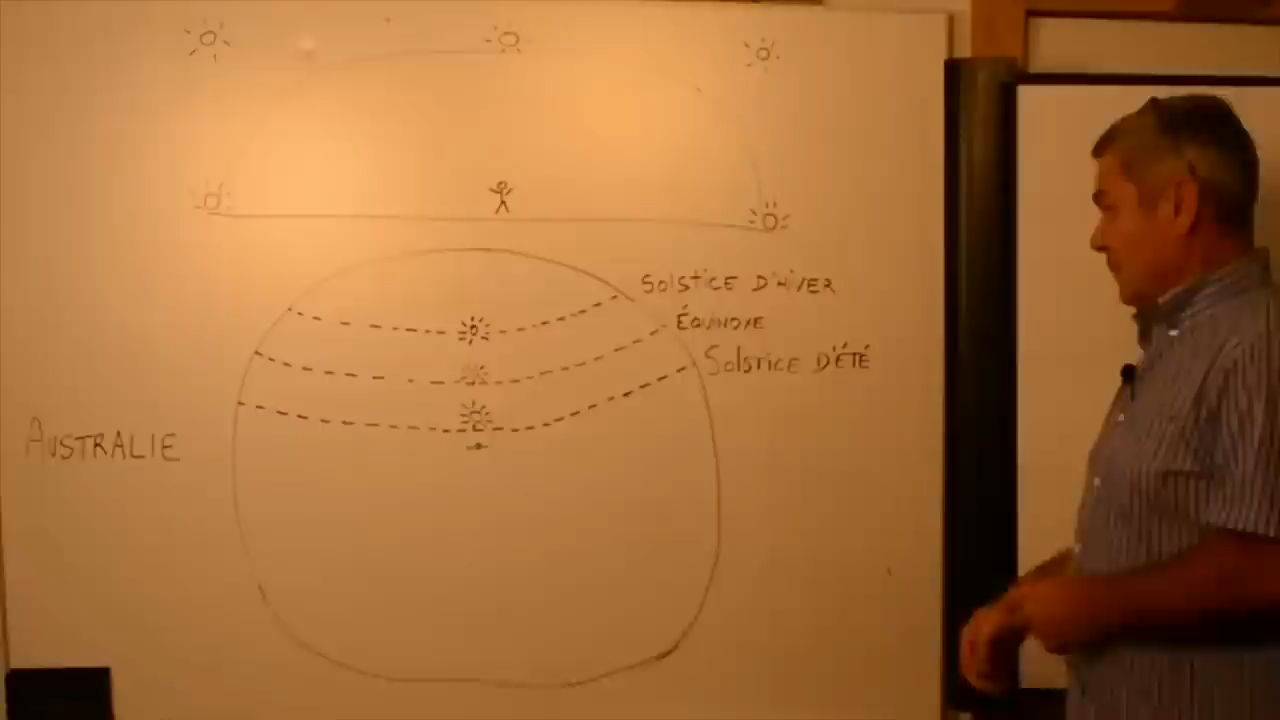 SOLSTICE D'HIVER
ÉQUINOXE
SOLSTICE D'ÉTÉ
AUSTRALIE